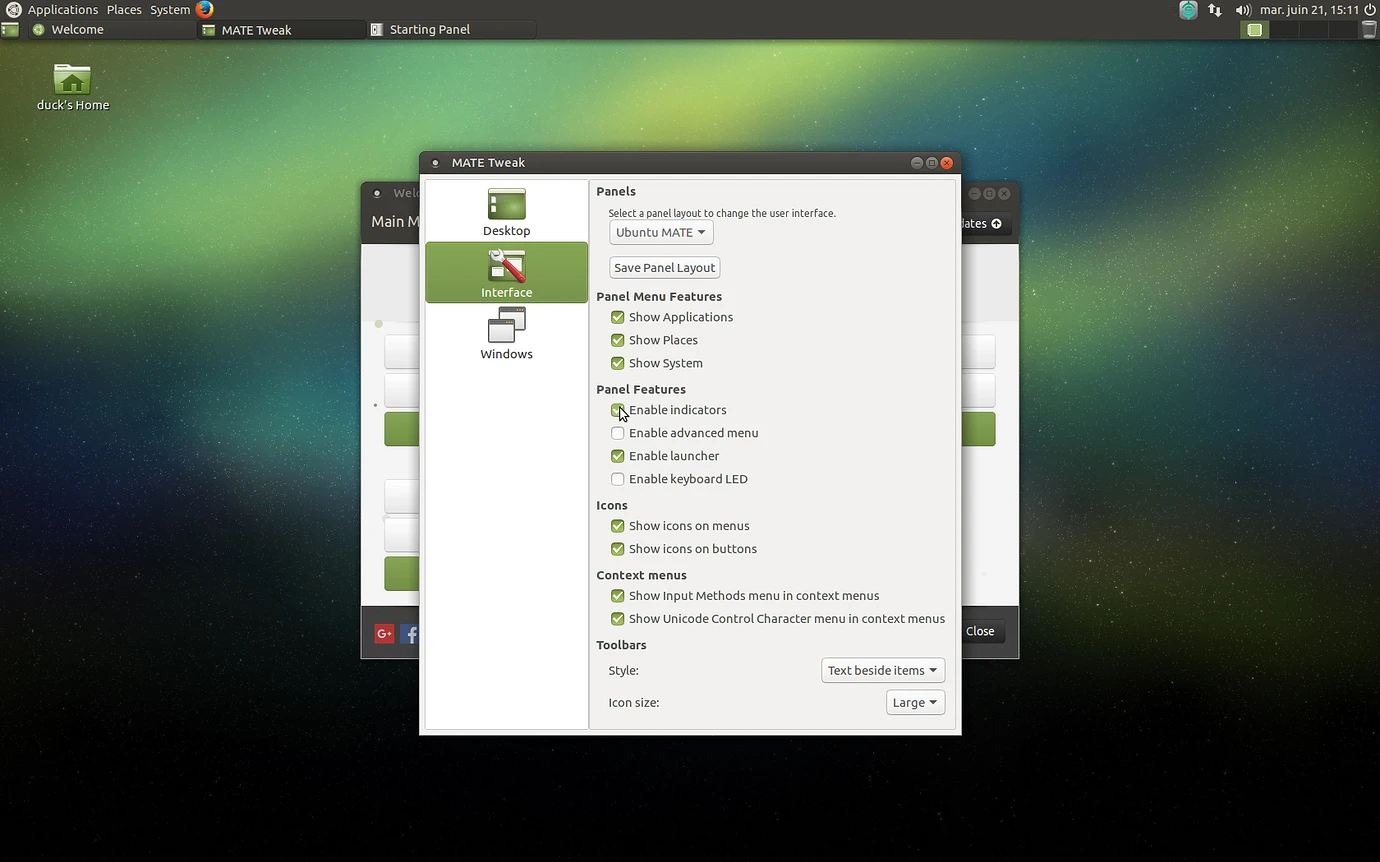 Applications Places System mar. juin 21, 15:11
Welcome MATE Tweak Starting Panel
duck's Home
MATE Tweak
Main M
Desktop
Interface
Windows
Panels
Select a panel layout to change the user interface.
Ubuntu MATE
Save Panel Layout
Panel Menu Features
Show Applications
Show Places
Show System
Panel Features
Enable indicators
Enable advanced menu
Enable launcher
Enable keyboard LED
Icons
Show icons on menus
Show icons on buttons
Context menus
Show Input Methods menu in context menus
Show Unicode Control Character menu in context menus
Toolbars
Style: Text beside items
Icon size: Large
Welc
dates
G+ f
Close